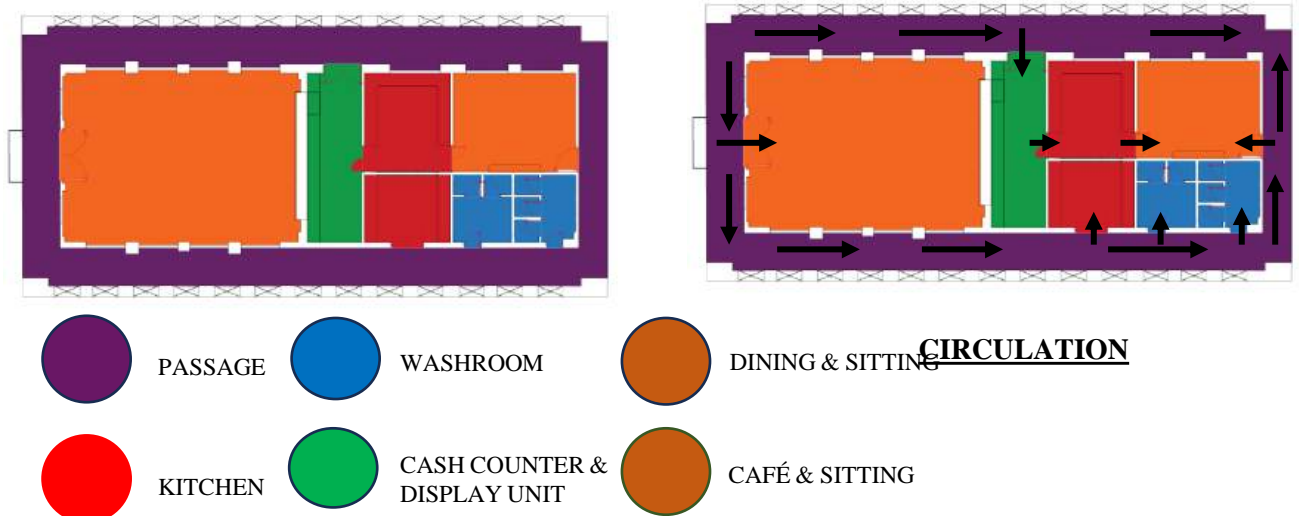 PASSAGE
WASHROOM
DINING & SITTING
CIRCULATION
KITCHEN
CASH COUNTER &
DISPLAY UNIT
CAFÉ & SITTING